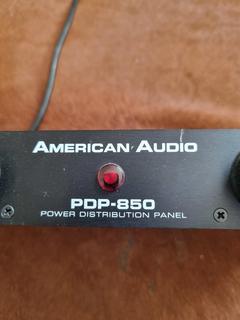 AMERICAN AUDIO
PDP-850
POWER DISTRIBUTION PANEL